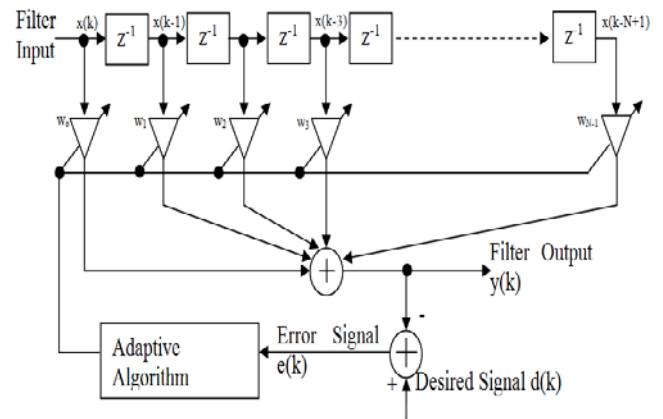 Filter
Input
x(k)
x(k-1)
x(k-3)
x(k-N+1)
z⁻¹
z⁻¹
z⁻¹
z⁻¹
z⁻¹
w₀
w₁
w₂
w₃
wN-1
+
Filter Output
y(k)
-
Adaptive
Algorithm
Error Signal
e(k)
+
+ Desired Signal d(k)